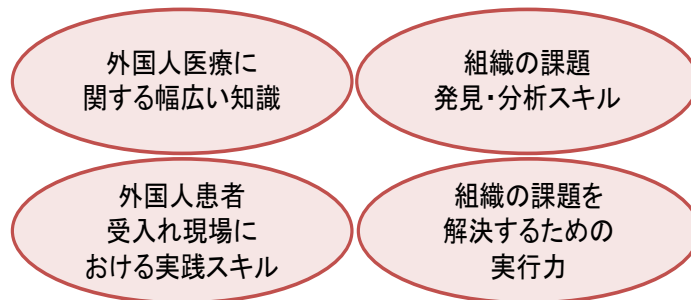 外国人医療に
関する幅広い知識
組織の課題
発見・分析スキル
外国人患者
受入れ現場に
おける実践スキル
組織の課題を
解決するための
実行力